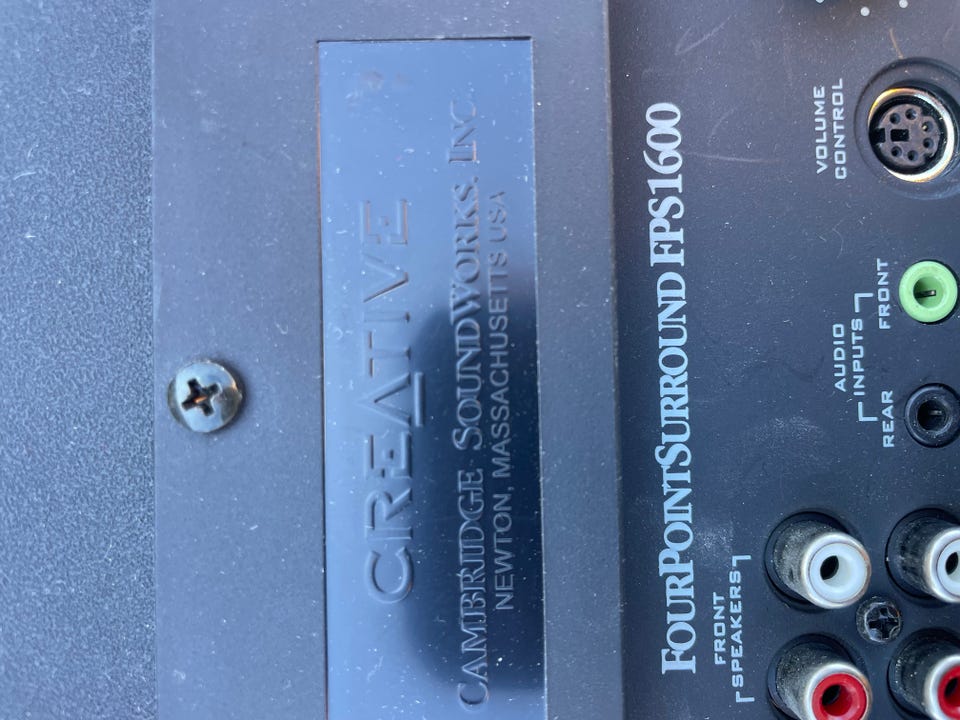 CREATIVE
CAMBRIDGE SOUNDWORKS, INC.
NEWTON, MASSACHUSETTS USA
FOURPOINTSURROUND FPS1600
FRONT
SPEAKERS
VOLUME
CONTROL
AUDIO
INPUTS
REAR
FRONT